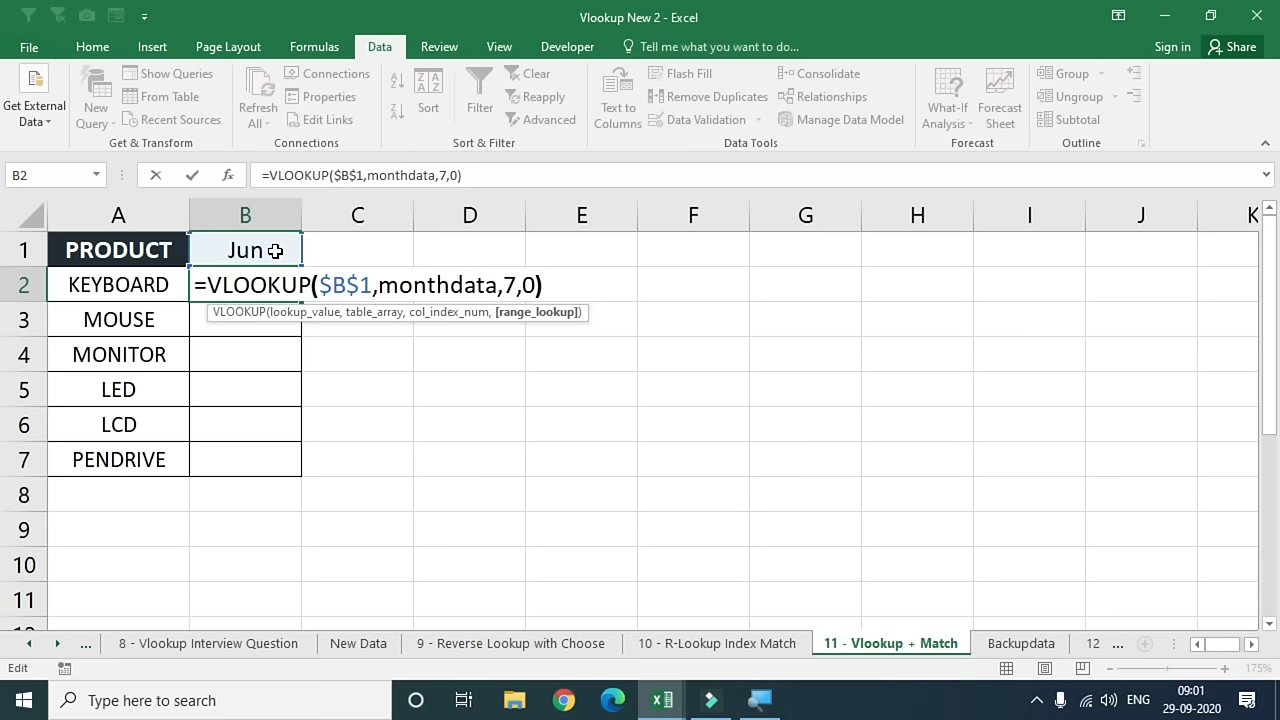 Vlookup New 2 - Excel
File Home Insert Page Layout Formulas Data Review View Developer Tell me what you want to do... Sign in Share
Get External Data
New Query
Show Queries
From Table
Recent Sources
Get & Transform
Refresh All
Connections
Properties
Edit Links
Connections
Sort
Filter
Clear
Reapply
Advanced
Sort & Filter
Text to Columns
Flash Fill
Remove Duplicates
Data Validation
Consolidate
Relationships
Manage Data Model
Data Tools
What-If Analysis
Forecast Sheet
Forecast
Group
Ungroup
Subtotal
Outline
B2 fx =VLOOKUP($B$1,monthdata,7,0)
A B C D E F G H I J K
1 PRODUCT Jun
2 KEYBOARD =VLOOKUP($B$1,monthdata,7,0)
VLOOKUP(lookup_value, table_array, col_index_num, [range_lookup])
3 MOUSE
4 MONITOR
5 LED
6 LCD
7 PENDRIVE
8
9
10
11
... 8 - Vlookup Interview Question New Data 9 - Reverse Lookup with Choose 10 - R-Lookup Index Match 11 - Vlookup + Match Backupdata 12 ...
Edit 175%
Type here to search ENG 09:01
29-09-2020